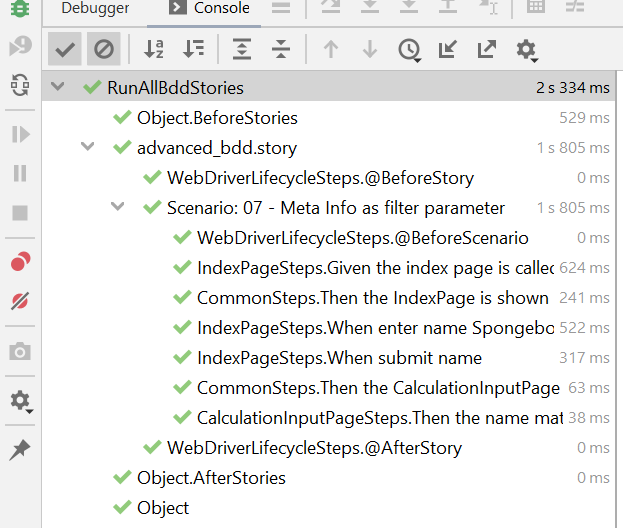 Debugger Console
RunAllBddStories 2 s 334 ms
Object.BeforeStories 529 ms
advanced_bdd.story 1 s 805 ms
WebDriverLifecycleSteps.@BeforeStory 0 ms
Scenario: 07 - Meta Info as filter parameter 1 s 805 ms
WebDriverLifecycleSteps.@BeforeScenario 0 ms
IndexPageSteps.Given the index page is called 624 ms
CommonSteps.Then the IndexPage is shown 241 ms
IndexPageSteps.When enter name Spongebo 522 ms
IndexPageSteps.When submit name 317 ms
CommonSteps.Then the CalculationInputPage 63 ms
CalculationInputPageSteps.Then the name mat 38 ms
WebDriverLifecycleSteps.@AfterStory 0 ms
Object.AfterStories 0 ms
Object